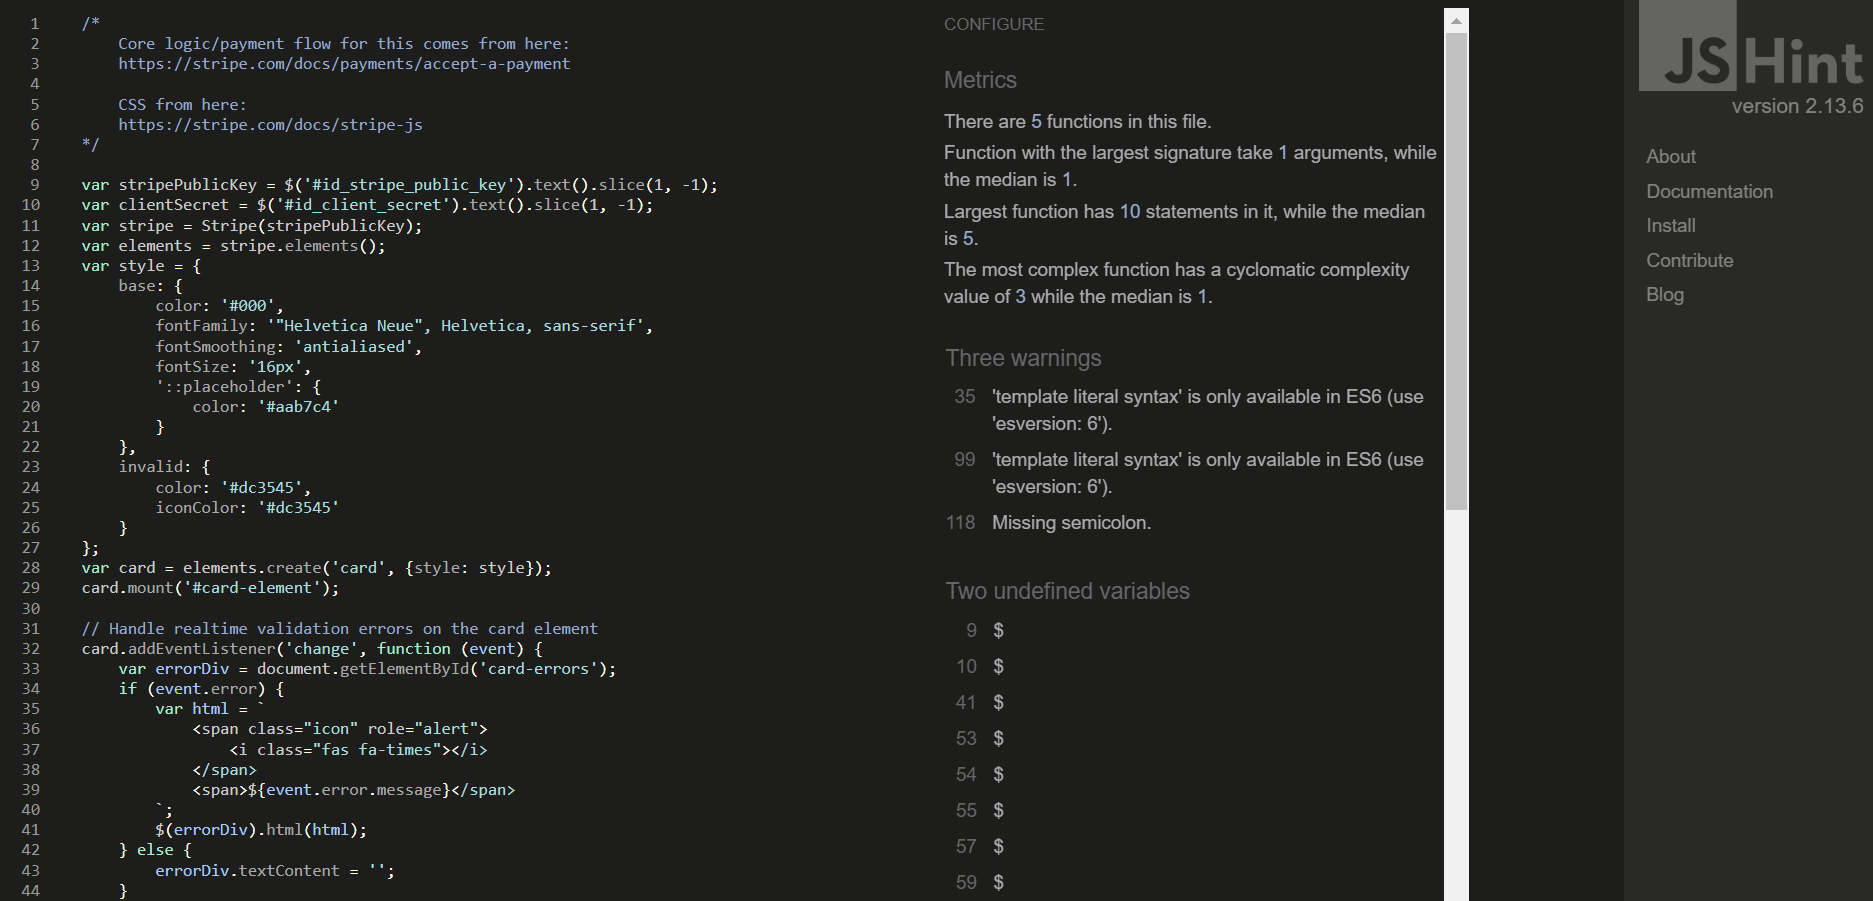 1 /*
2 Core logic/payment flow for this comes from here:
3 https://stripe.com/docs/payments/accept-a-payment
4
5 CSS from here:
6 https://stripe.com/docs/stripe-js
7 */
8
9 var stripePublicKey = $('#id_stripe_public_key').text().slice(1, -1);
10 var clientSecret = $('#id_client_secret').text().slice(1, -1);
11 var stripe = Stripe(stripePublicKey);
12 var elements = stripe.elements();
13 var style = {
14 base: {
15 color: '#000',
16 fontFamily: '"Helvetica Neue", Helvetica, sans-serif',
17 fontSmoothing: 'antialiased',
18 fontSize: '16px',
19 '::placeholder': {
20 color: '#aab7c4'
21 }
22 },
23 invalid: {
24 color: '#dc3545',
25 iconColor: '#dc3545'
26 }
27 };
28 var card = elements.create('card', {style: style});
29 card.mount('#card-element');
30
31 // Handle realtime validation errors on the card element
32 card.addEventListener('change', function (event) {
33 var errorDiv = document.getElementById('card-errors');
34 if (event.error) {
35 var html = `
36 <span class="icon" role="alert">
37 <i class="fas fa-times"></i>
38 </span>
39 <span>${event.error.message}</span>
40 `;
41 $(errorDiv).html(html);
42 } else {
43 errorDiv.textContent = '';
44 }
CONFIGURE
Metrics
There are 5 functions in this file.
Function with the largest signature take 1 arguments, while
the median is 1.
Largest function has 10 statements in it, while the median
is 5.
The most complex function has a cyclomatic complexity
value of 3 while the median is 1.
Three warnings
35 'template literal syntax' is only available in ES6 (use
'esversion: 6').
99 'template literal syntax' is only available in ES6 (use
'esversion: 6').
118 Missing semicolon.
Two undefined variables
9 $
10 $
41 $
53 $
54 $
55 $
57 $
59 $
JSHint
version 2.13.6
About
Documentation
Install
Contribute
Blog